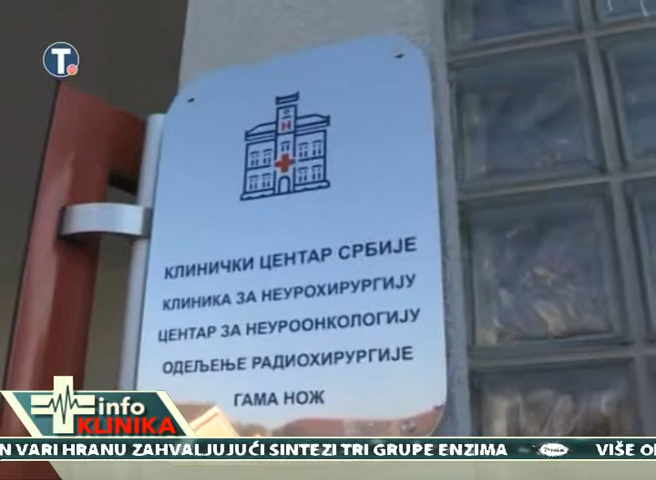 T.
H
КЛИНИЧКИ ЦЕНТАР СРБИЈЕ
КЛИНИКА ЗА НЕУРОХИРУРГИЈУ
ЦЕНТАР ЗА НЕУРООНКОЛОГИЈУ
ОДЕЉЕЊЕ РАДИОХИРУРГИЈЕ
ГАМА НОЖ
info
KLINIKA
N VARI HRANU ZAHVALJUJUĆI SINTEZI TRI GRUPE ENZIMA VIŠE O